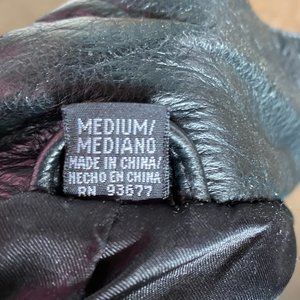 MEDIUM/
MEDIANO
MADE IN CHINA/
HECHO EN CHINA
RN 93677